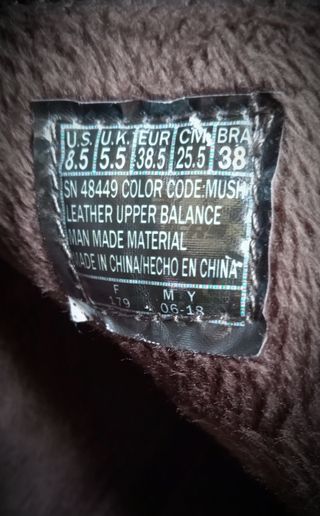 U.S. U.K. EUR CM. BRA
8.5 5.5 38.5 25.5 38
SN 48449 COLOR CODE:MUSH
LEATHER UPPER BALANCE
MAN MADE MATERIAL
MADE IN CHINA/HECHO EN CHINA
F M Y
179 06-18